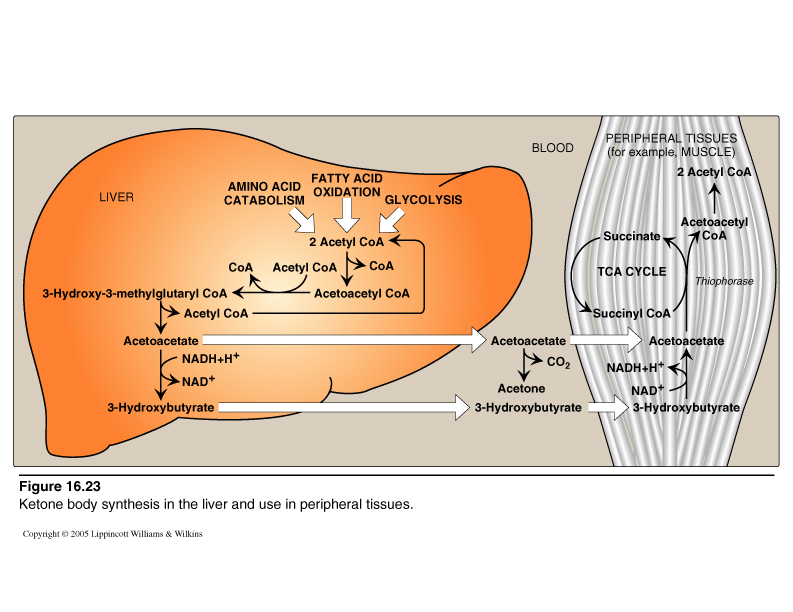 BLOOD
PERIPHERAL TISSUES
(for example, MUSCLE)
2 Acetyl CoA
LIVER
AMINO ACID
CATABOLISM
FATTY ACID
OXIDATION
GLYCOLYSIS
2 Acetyl CoA
CoA
Acetyl CoA
CoA
3-Hydroxy-3-methylglutaryl CoA
Acetoacetyl CoA
Acetyl CoA
Acetoacetate
NADH+H⁺
NAD⁺
3-Hydroxybutyrate
Acetoacetate
CO₂
Acetone
3-Hydroxybutyrate
Acetoacetyl
CoA
Succinate
TCA CYCLE
Thiophorase
Succinyl CoA
Acetoacetate
NADH+H⁺
NAD⁺
3-Hydroxybutyrate
Figure 16.23
Ketone body synthesis in the liver and use in peripheral tissues.
Copyright © 2005 Lippincott Williams & Wilkins